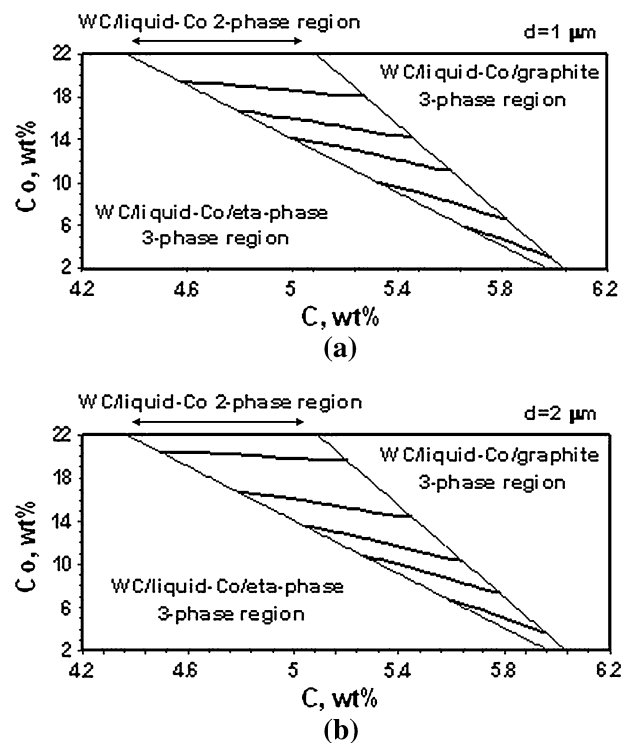 WC/liquid-Co 2-phase region
d=1 µm
22
18
14
10
6
2
Co, wt%
WC/liquid-Co/graphite
3-phase region
WC/liquid-Co/eta-phase
3-phase region
4.2
4.6
5
5.4
5.8
6.2
C, wt%
(a)
WC/liquid-Co 2-phase region
d=2 µm
22
18
14
10
6
2
Co, wt%
WC/liquid-Co/graphite
3-phase region
WC/liquid-Co/eta-phase
3-phase region
4.2
4.6
5
5.4
5.8
6.2
C, wt%
(b)